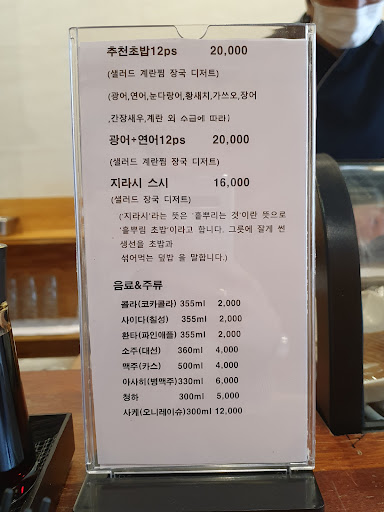 추천초밥12ps 20,000
(샐러드 계란찜 장국 디저트)
(광어,연어,눈다랑어,황새치,가쓰오,장어
,간장새우,계란 외 수급에 따라)
광어+연어12ps 20,000
(샐러드 계란찜 장국 디저트)
지라시 스시 16,000
(샐러드 장국 디저트)
('지라시'라는 뜻은 '흩뿌리는 것'이란 뜻으로
'흩뿌림 초밥'이라고 합니다. 그릇에 잘게 썬
생선을 초밥과
섞어먹는 덮밥 을 말합니다.)
음료&주류
콜라(코카콜라) 355ml 2,000
사이다(칠성) 355ml 2,000
환타(파인애플) 355ml 2,000
소주(대선) 360ml 4,000
맥주(카스) 500ml 4,000
아사히(병맥주)330ml 6,000
청하 300ml 5,000
사케(오니레이슈)300ml 12,000